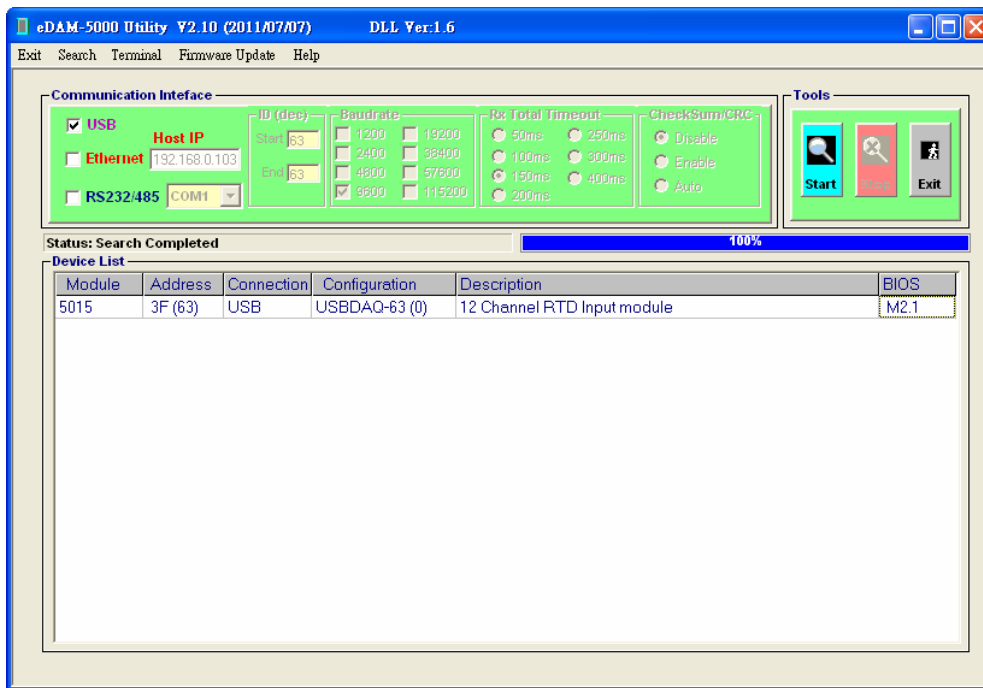 eDAM-5000 Utility V2.10 (2011/07/07) DLL Ver:1.6
Exit Search Terminal Firmware Update Help
Communication Inteface
USB
Host IP
Ethernet 192.168.0.103
RS232/485 COM1
ID (dec)
Start 63
End 63
Baudrate
1200 19200
2400 38400
4800 57600
9600 115200
Rx Total Timeout
50ms 250ms
100ms 300ms
150ms 400ms
200ms
CheckSum/CRC
Disable
Enable
Auto
Tools
Start Stop Exit
Status: Search Completed 100%
Device List
Module Address Connection Configuration Description BIOS
5015 3F (63) USB USBDAQ-63 (0) 12 Channel RTD Input module M2.1